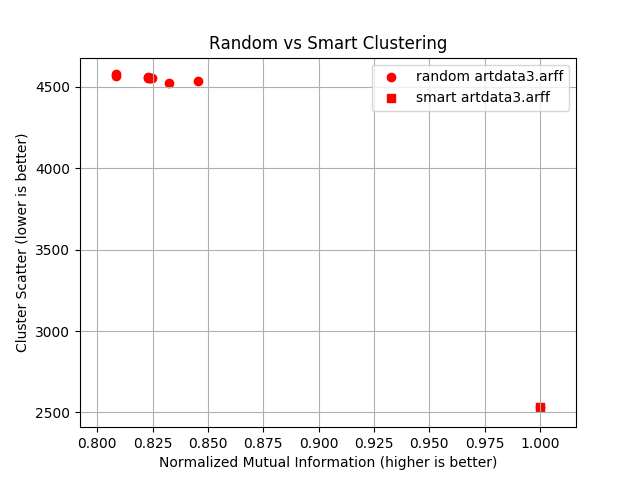 Random vs Smart Clustering
random artdata3.arff
smart artdata3.arff
Cluster Scatter (lower is better)
4500
4000
3500
3000
2500
0.800 0.825 0.850 0.875 0.900 0.925 0.950 0.975 1.000
Normalized Mutual Information (higher is better)